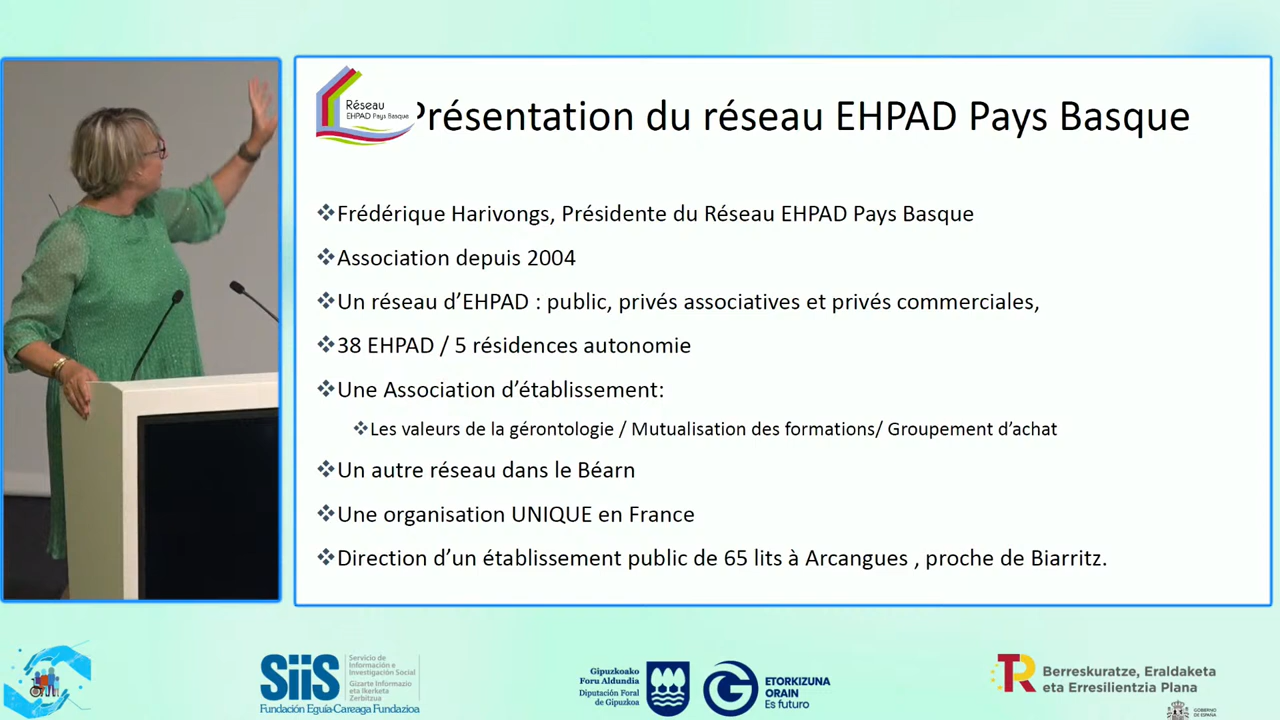 Réseau
EHPAD Pays Basque
Présentation du réseau EHPAD Pays Basque
Frédérique Harivongs, Présidente du Réseau EHPAD Pays Basque
Association depuis 2004
Un réseau d'EHPAD : public, privés associatives et privés commerciales,
38 EHPAD / 5 résidences autonomie
Une Association d'établissement:
Les valeurs de la gérontologie / Mutualisation des formations/ Groupement d'achat
Un autre réseau dans le Béarn
Une organisation UNIQUE en France
Direction d'un établissement public de 65 lits à Arcangues , proche de Biarritz.
SiiS
Servicio de
Información e
Investigación Social
Gizarte Informazio
eta Ikerketa
Zerbitzua
Fundación Eguía-Careaga Fundazioa
Gipuzkoako
Foru Aldundia
Diputación Foral
de Gipuzkoa
ETORKIZUNA
ORAIN
Es futuro
TR
Berreskuratze, Eraldaketa
eta Erresilientzia Plana
GOBIERNO
DE ESPAÑA